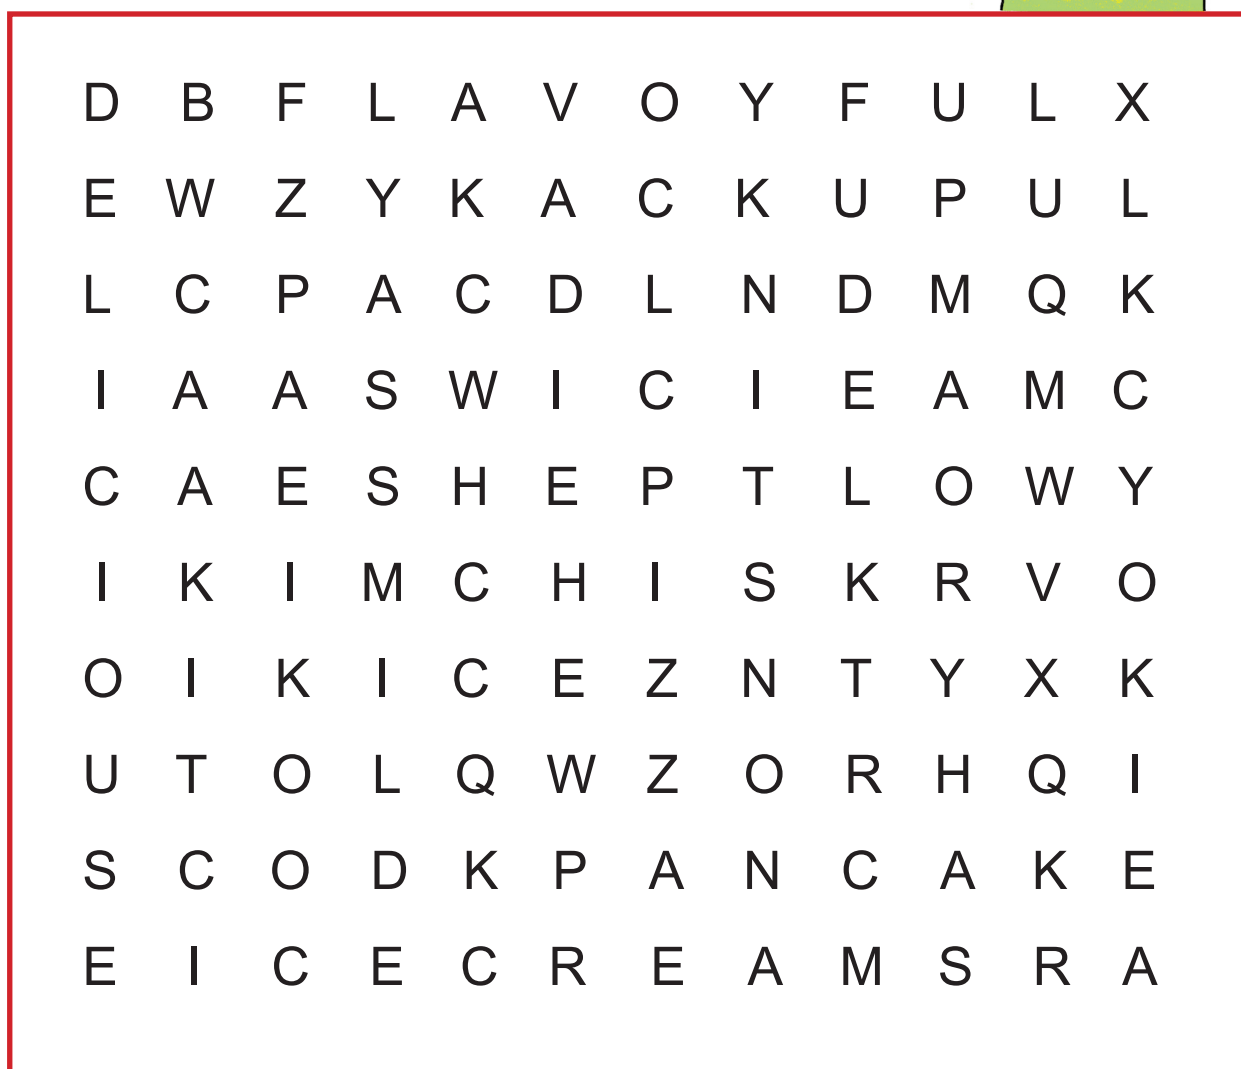 D B F L A V O Y F U L X
E W Z Y K A C K U P U L
L C P A C D L N D M Q K
I A A S W I C I E A M C
C A E S H E P T L O W Y
I K I M C H I S K R V O
O I K I C E Z N T Y X K
U T O L Q W Z O R H Q I
S C O D K P A N C A K E
E I C E C R E A M S R A